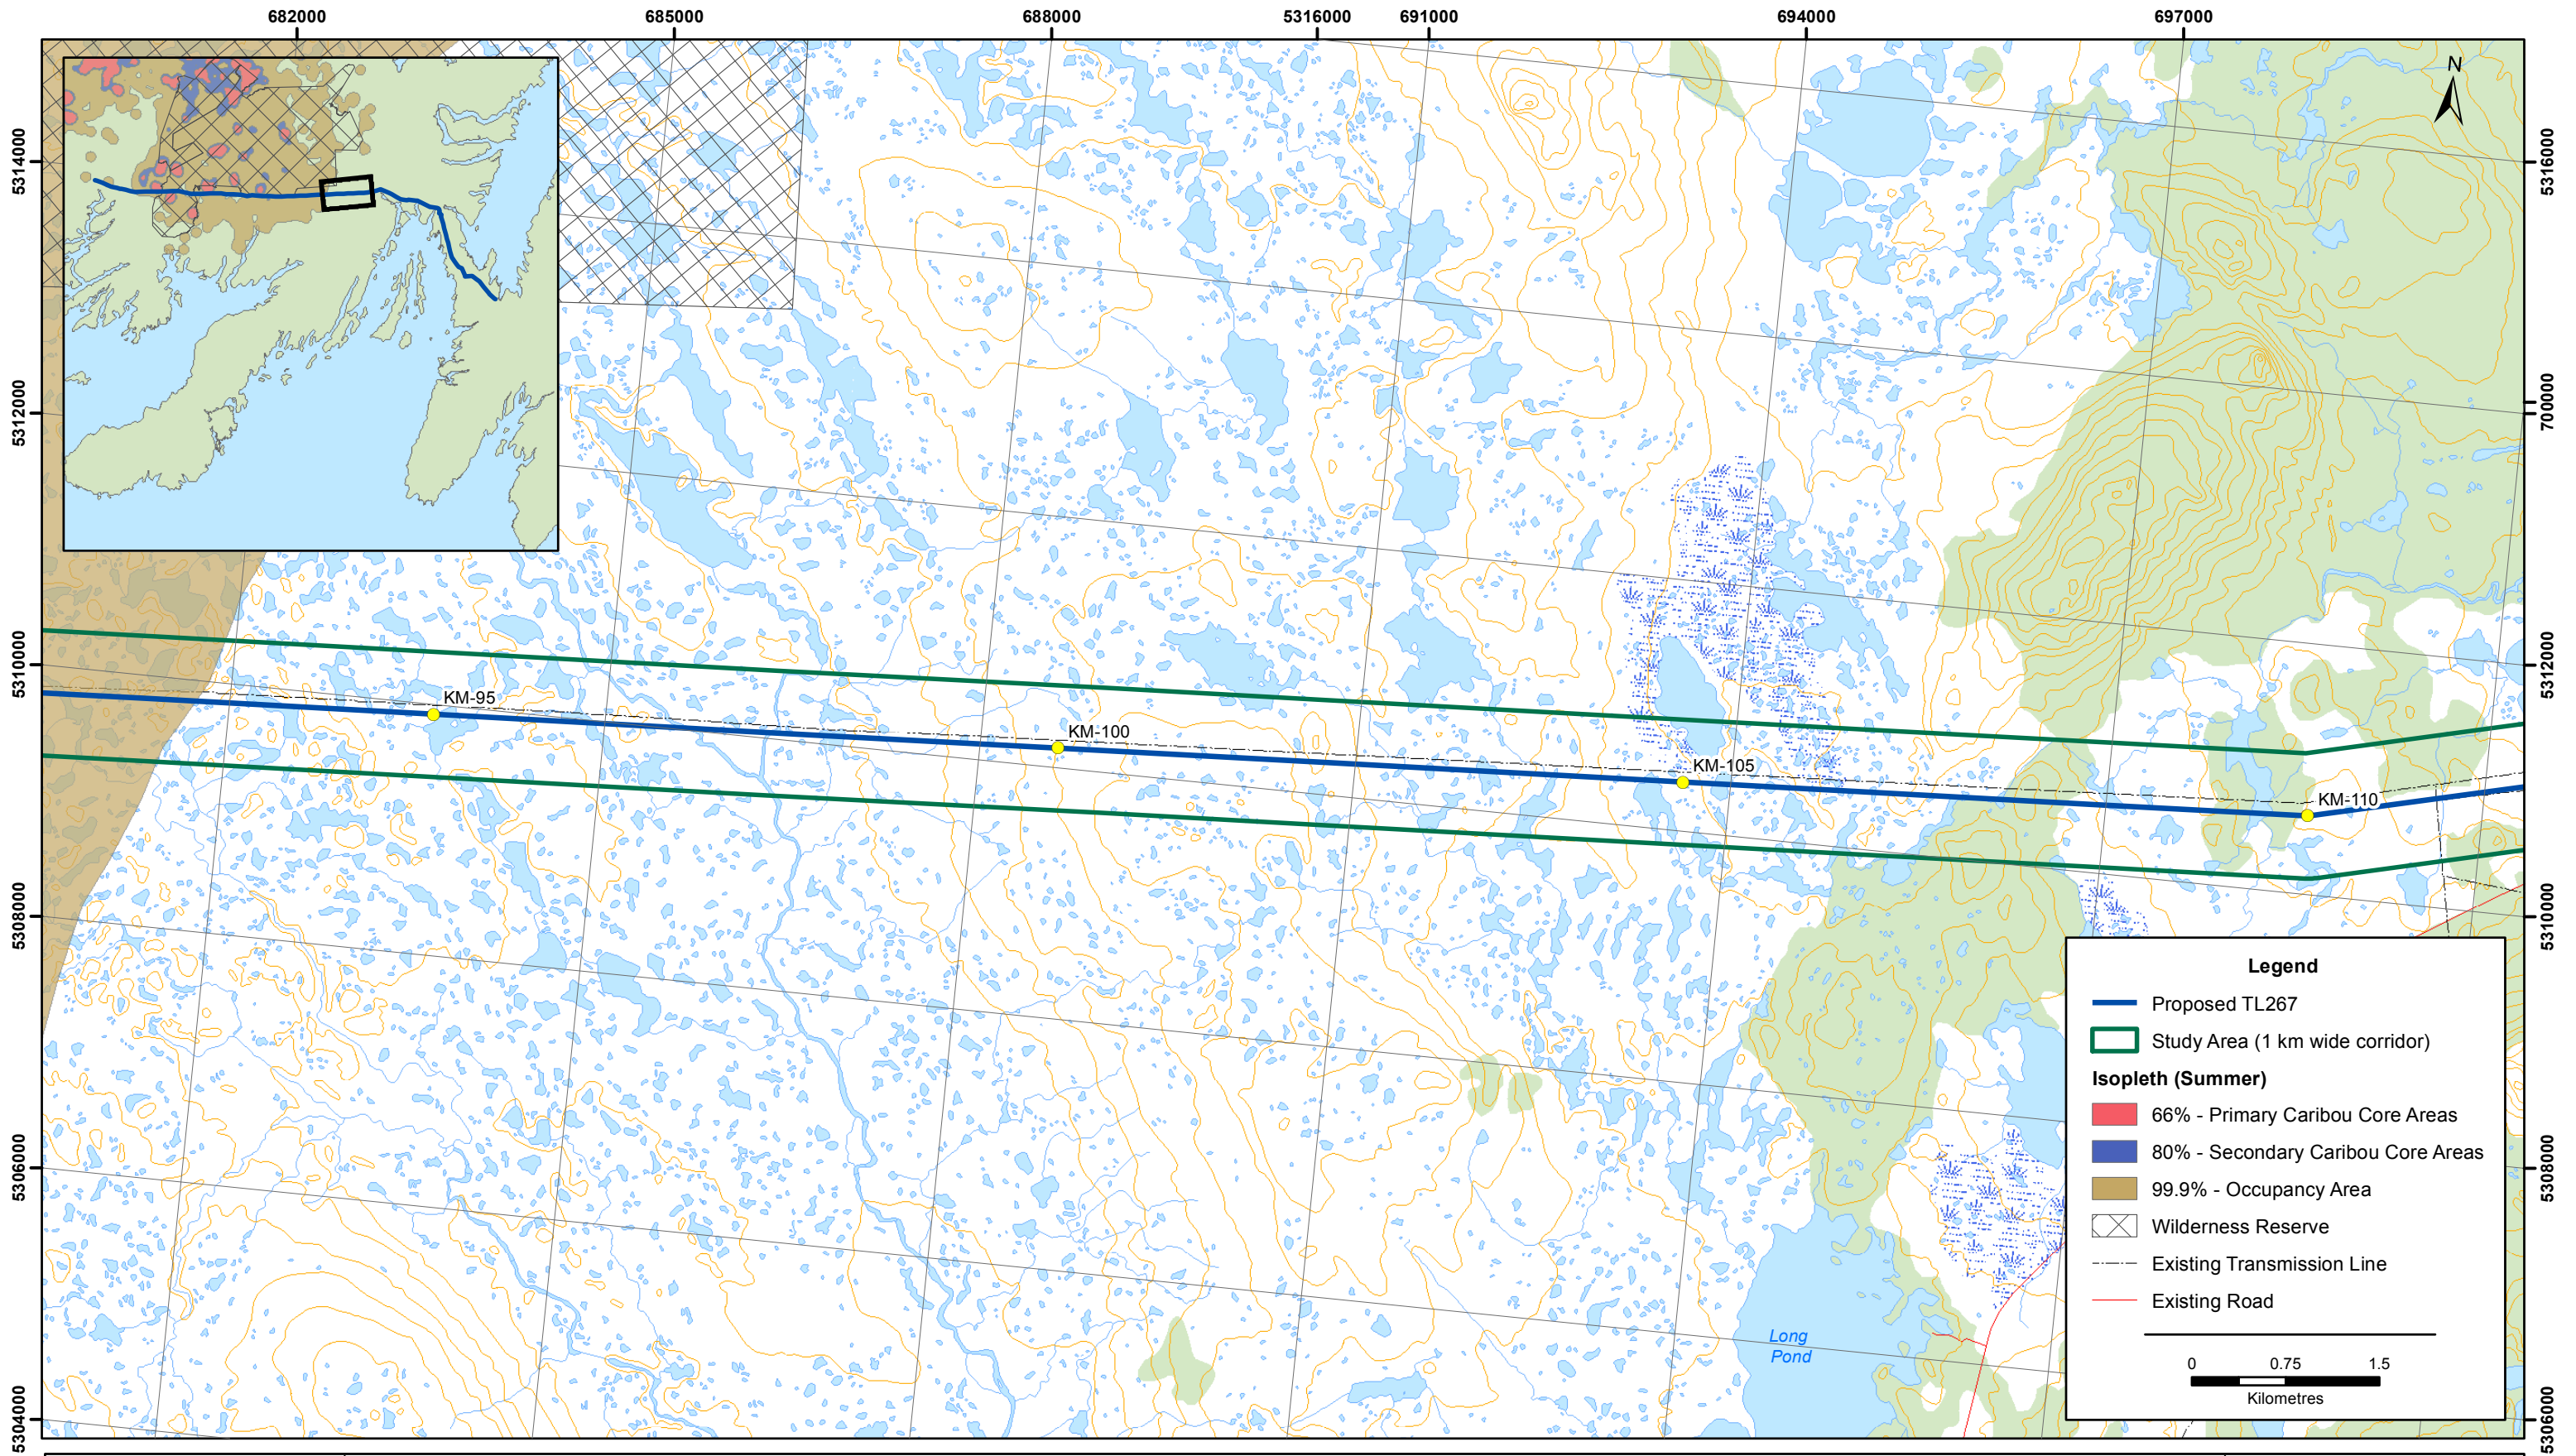 682000
685000
688000
5316000
691000
694000
697000
N
5314000
5316000
5312000
700000
5310000
5312000
KM-95
KM-100
KM-105
KM-110
5308000
5310000
Legend
Proposed TL267
Study Area (1 km wide corridor)
Isopleth (Summer)
66% - Primary Caribou Core Areas
80% - Secondary Caribou Core Areas
99.9% - Occupancy Area
Wilderness Reserve
Existing Transmission Line
Existing Road
0 0.75 1.5
Kilometres
5306000
5308000
Long
Pond
5304000
5306000